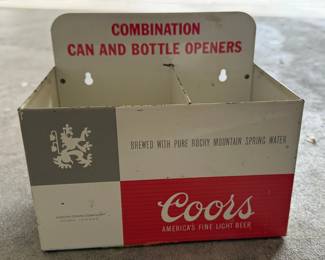 COMBINATION
CAN AND BOTTLE OPENERS
BREWED WITH PURE ROCKY MOUNTAIN SPRING WATER
Coors
AMERICA'S FINE LIGHT BEER